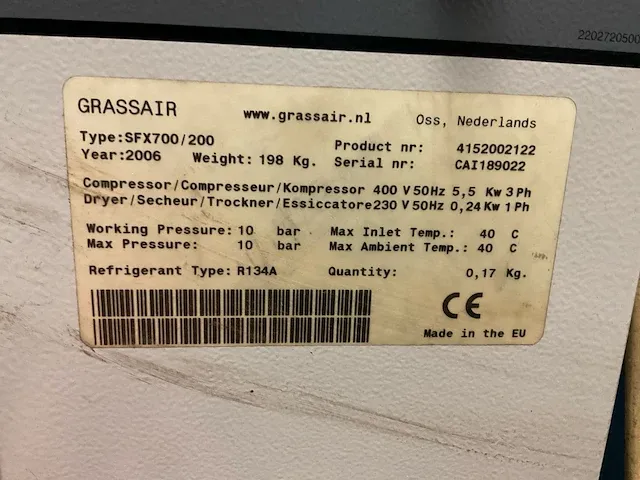 2202720500
GRASSAIR www.grassair.nl Oss, Nederlands
Type:SFX700/200 Product nr: 4152002122
Year:2006 Weight: 198 Kg. Serial nr: CAI189022
Compressor/Compresseur/Kompressor 400 V 50Hz 5,5 Kw 3 Ph
Dryer/Secheur/Trockner/Essiccatore230 V 50Hz 0,24 Kw 1 Ph
Working Pressure: 10 bar Max Inlet Temp.: 40 C
Max Pressure: 10 bar Max Ambient Temp.: 40 C
Refrigerant Type: R134A Quantity: 0,17 Kg.
CE
Made in the EU